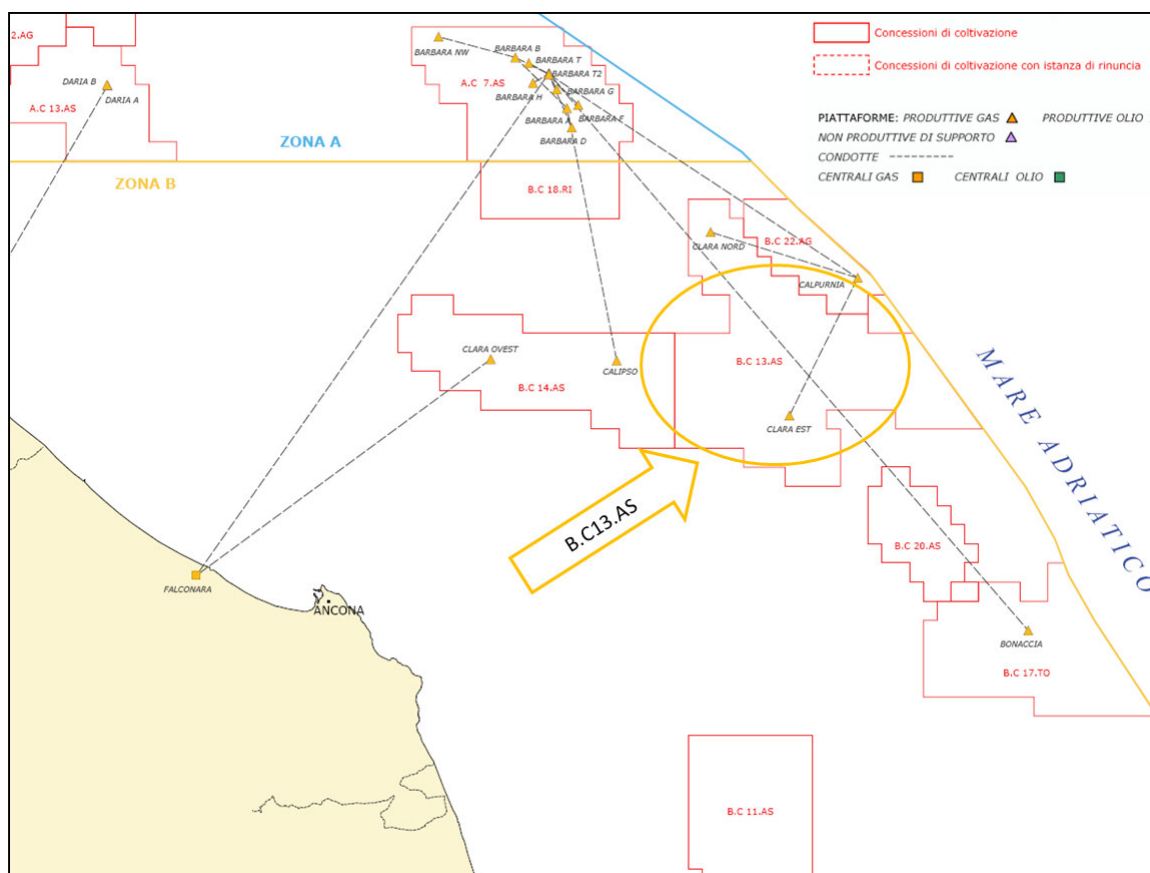 2.AG
DARIA B
DARIA A
A.C 13.AS
BARBARA NW
BARBARA B
BARBARA T
BARBARA T2
A.C 7.AS
BARBARA H
BARBARA G
BARBARA A
BARBARA F
BARBARA D
ZONA A
ZONA B
Concessioni di coltivazione
Concessioni di coltivazione con istanza di rinuncia
PIATTAFORME: PRODUTTIVE GAS PRODUTTIVE OLIO
NON PRODUTTIVE DI SUPPORTO
CONDOTTE
CENTRALI GAS CENTRALI OLIO
B.C 18.RI
CLARA NORD
B.C 22.AG
CALPURNIA
CLARA OVEST
B.C 14.AS
CALIPSO
B.C 13.AS
CLARA EST
MARE ADRIATICO
B.C13.AS
B.C 20.AS
FALCONARA
ANCONA
BONACCIA
B.C 17.TO
B.C 11.AS